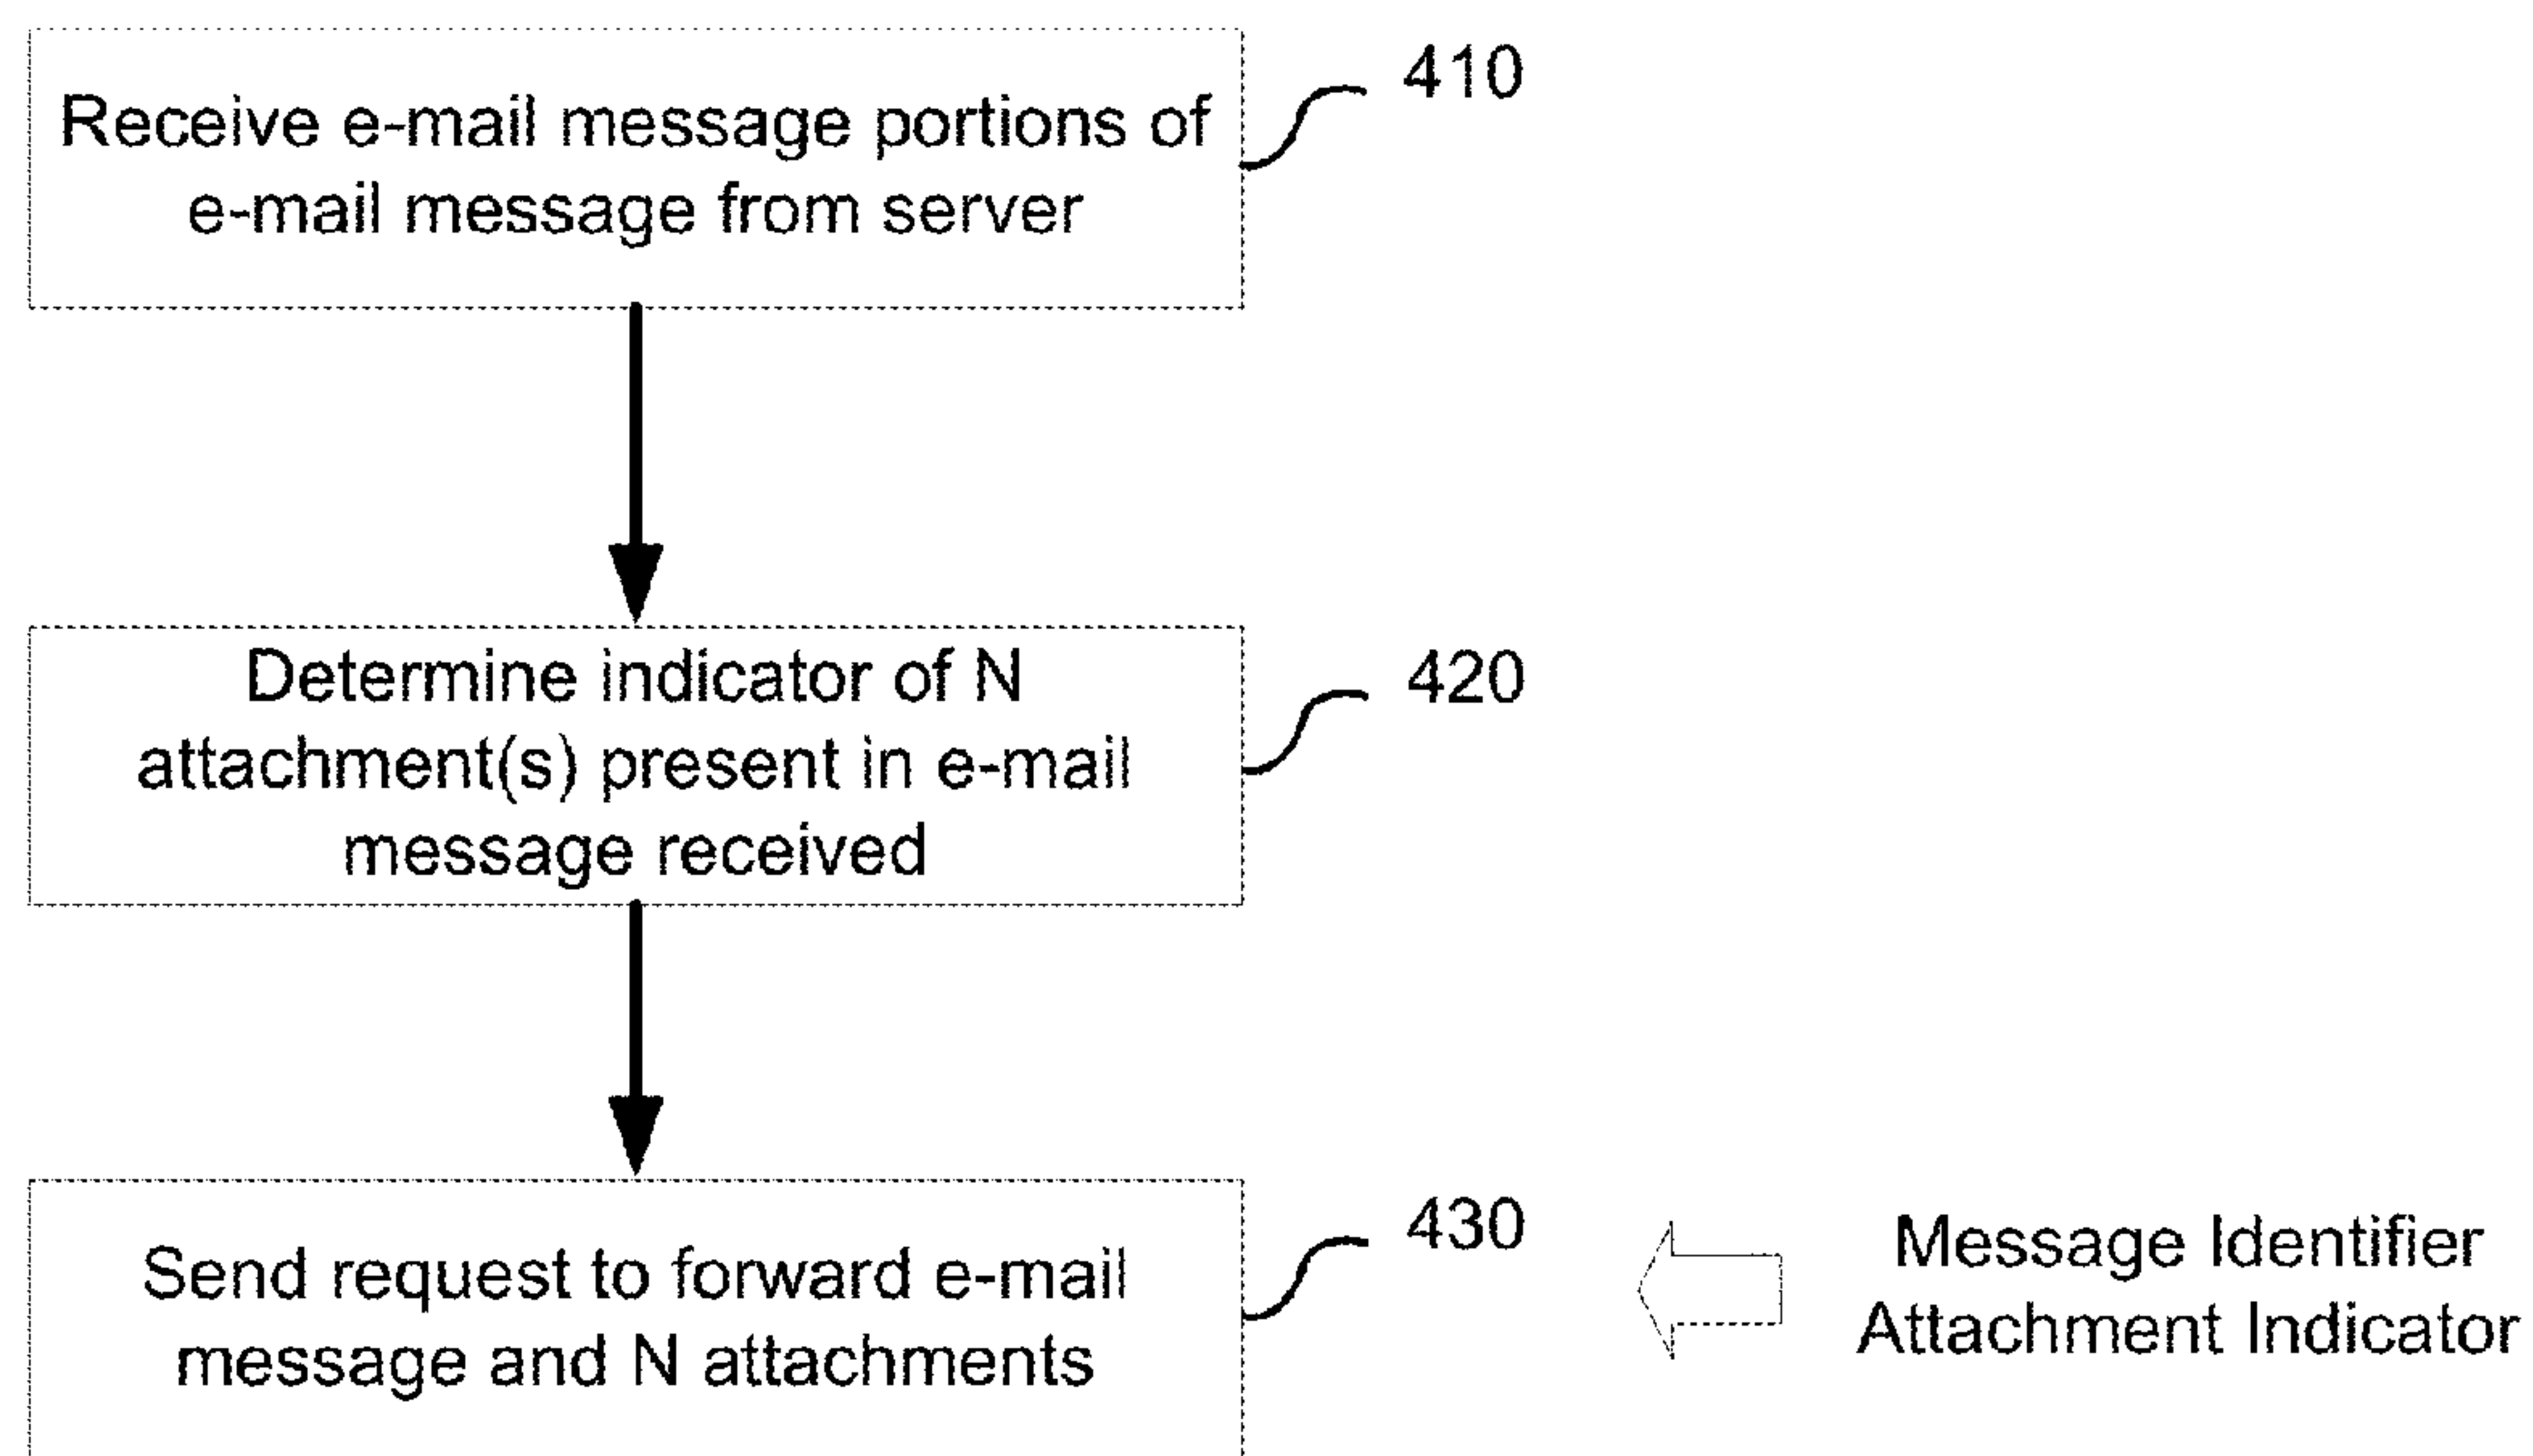 Receive e-mail message portions of
e-mail message from server
410
Determine indicator of N
attachment(s) present in e-mail
message received
420
Send request to forward e-mail
message and N attachments
430
Message Identifier
Attachment Indicator